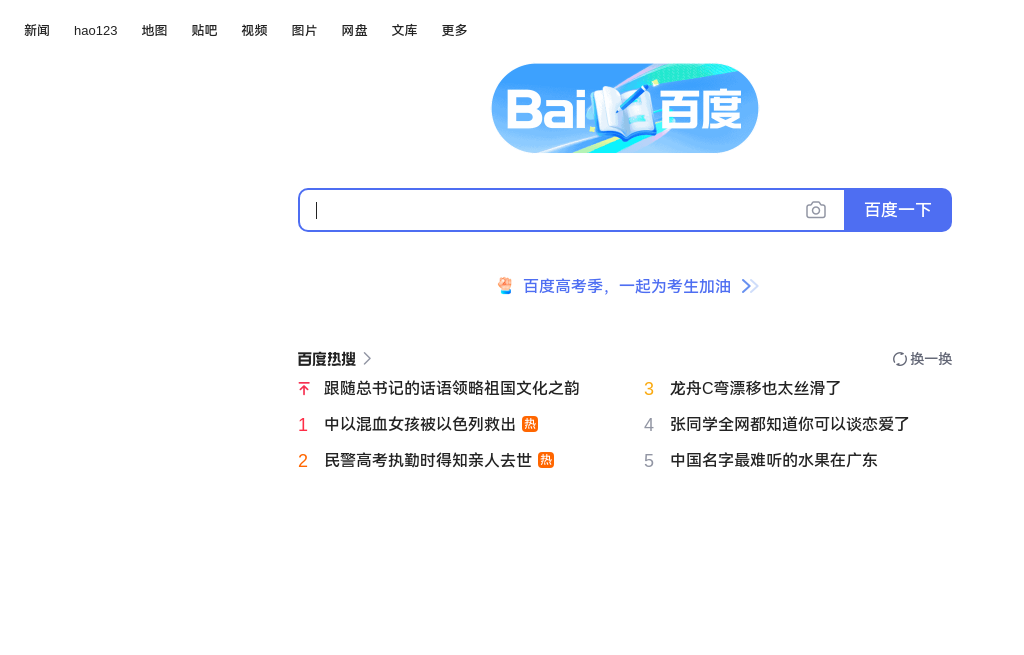 新闻 hao123 地图 贴吧 视频 图片 网盘 文库 更多
Bai 百度
百度一下
百度高考季，一起为考生加油
百度热搜
换一换
跟随总书记的话语领略祖国文化之韵
1 中以混血女孩被以色列救出 热
2 民警高考执勤时得知亲人去世 热
3 龙舟C弯漂移也太丝滑了
4 张同学全网都知道你可以谈恋爱了
5 中国名字最难听的水果在广东